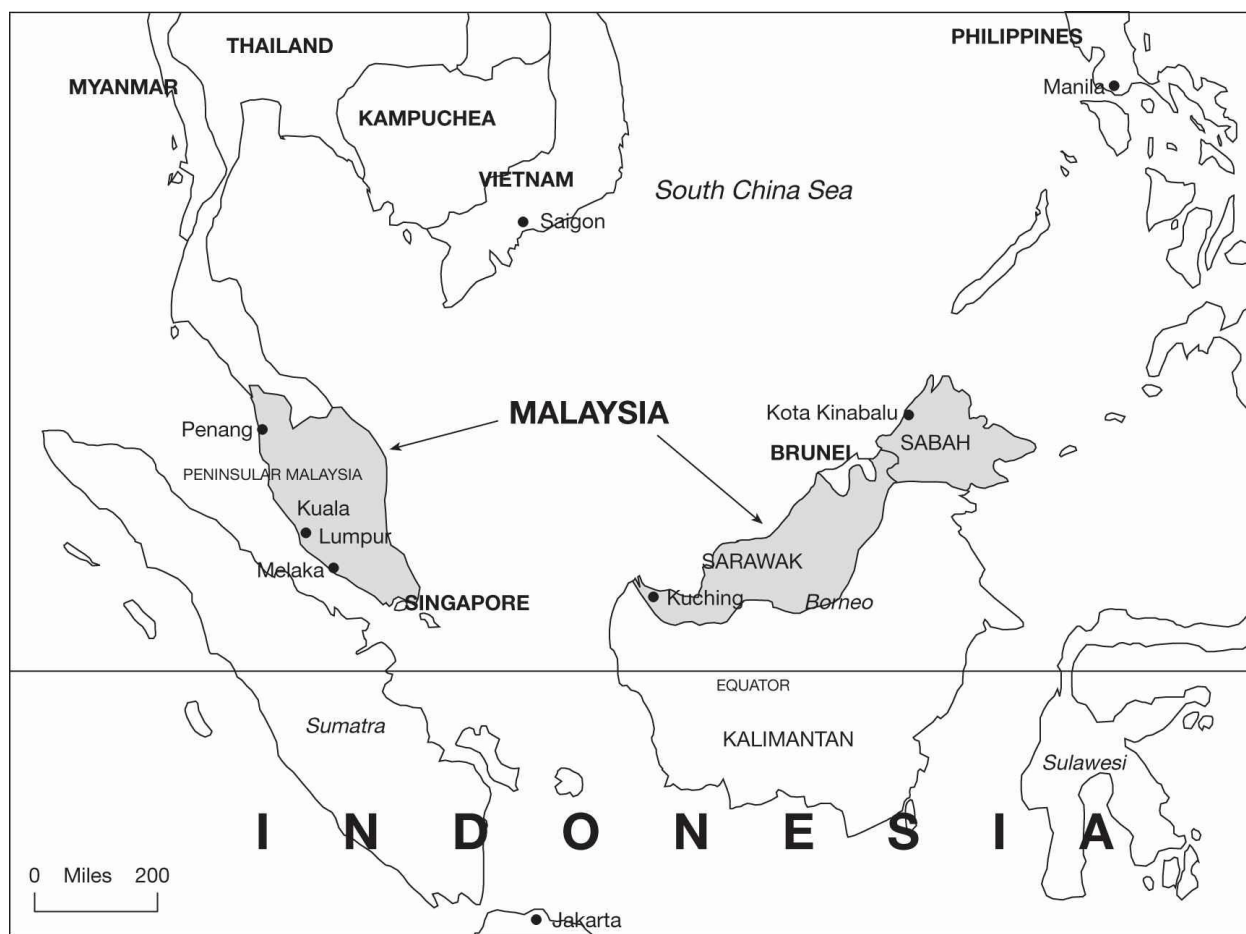 THAILAND
PHILIPPINES
MYANMAR
Manila
KAMPUCHEA
VIETNAM
South China Sea
Saigon
MALAYSIA
Kota Kinabalu
Penang
SABAH
BRUNEI
PENINSULAR MALAYSIA
Kuala
Lumpur
SARAWAK
Melaka
SINGAPORE
Kuching
Borneo
EQUATOR
Sumatra
KALIMANTAN
Sulawesi
INDONESIA
0 Miles 200
Jakarta